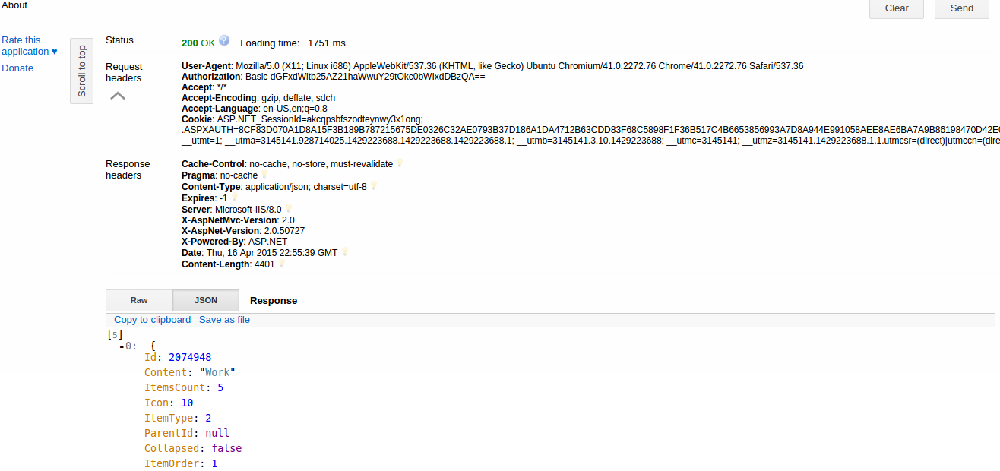 About
Clear
Send
Rate this
application ♥
Donate
Scroll to top
Status
200 OK ? Loading time: 1751 ms
Request
headers
User-Agent: Mozilla/5.0 (X11; Linux i686) AppleWebKit/537.36 (KHTML, like Gecko) Ubuntu Chromium/41.0.2272.76 Chrome/41.0.2272.76 Safari/537.36
Authorization: Basic dGFxdWltb25AZ21haWwuY29tOkc0bWIxdDBzQA==
Accept: */*
Accept-Encoding: gzip, deflate, sdch
Accept-Language: en-US,en;q=0.8
Cookie: ASP.NET_SessionId=akcqpsbfszodteynwy3x1ong;
.ASPXAUTH=8CF83D070A1D8A15F3B189B787215675DE0326C32AE0793B37D186A1DA4712B63CDD83F68C5898F1F36B517C4B6653856993A7D8A944E991058AEE8AE6BA7A9B86198470D42E
__utmt=1; __utma=3145141.928714025.1429223688.1429223688.1429223688.1; __utmb=3145141.3.10.1429223688; __utmc=3145141; __utmz=3145141.1429223688.1.1.utmcsr=(direct)|utmccn=(dire
Response
headers
Cache-Control: no-cache, no-store, must-revalidate
Pragma: no-cache
Content-Type: application/json; charset=utf-8
Expires: -1
Server: Microsoft-IIS/8.0
X-AspNetMvc-Version: 2.0
X-AspNet-Version: 2.0.50727
X-Powered-By: ASP.NET
Date: Thu, 16 Apr 2015 22:55:39 GMT
Content-Length: 4401
Raw
JSON
Response
Copy to clipboard Save as file
[5]
-0: {
Id: 2074948
Content: "Work"
ItemsCount: 5
Icon: 10
ItemType: 2
ParentId: null
Collapsed: false
ItemOrder: 1